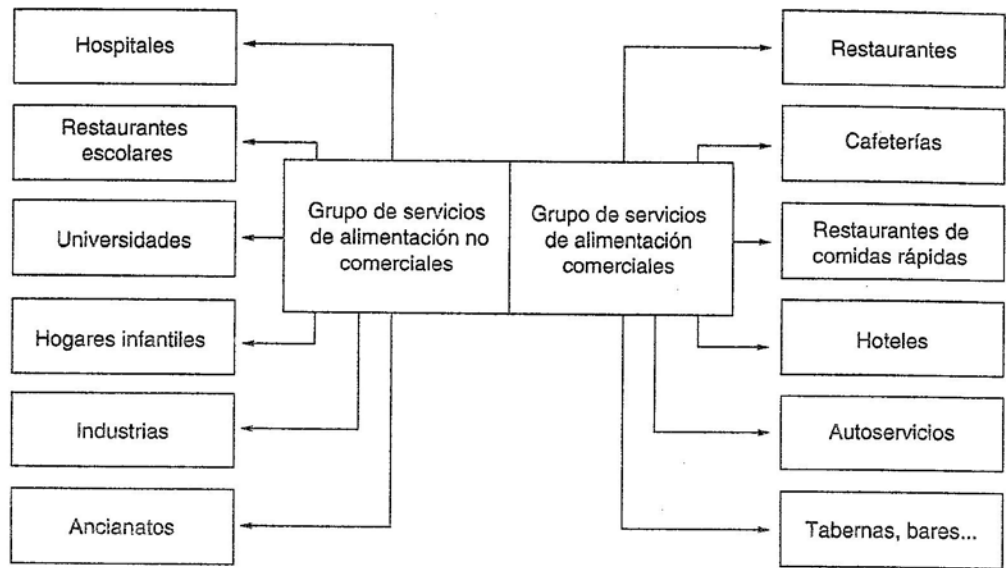 Hospitales
Restaurantes
escolares
Universidades
Hogares infantiles
Industrias
Ancianatos
Grupo de servicios
de alimentación no
comerciales
Grupo de servicios
de alimentación
comerciales
Restaurantes
Cafeterías
Restaurantes de
comidas rápidas
Hoteles
Autoservicios
Tabernas, bares...